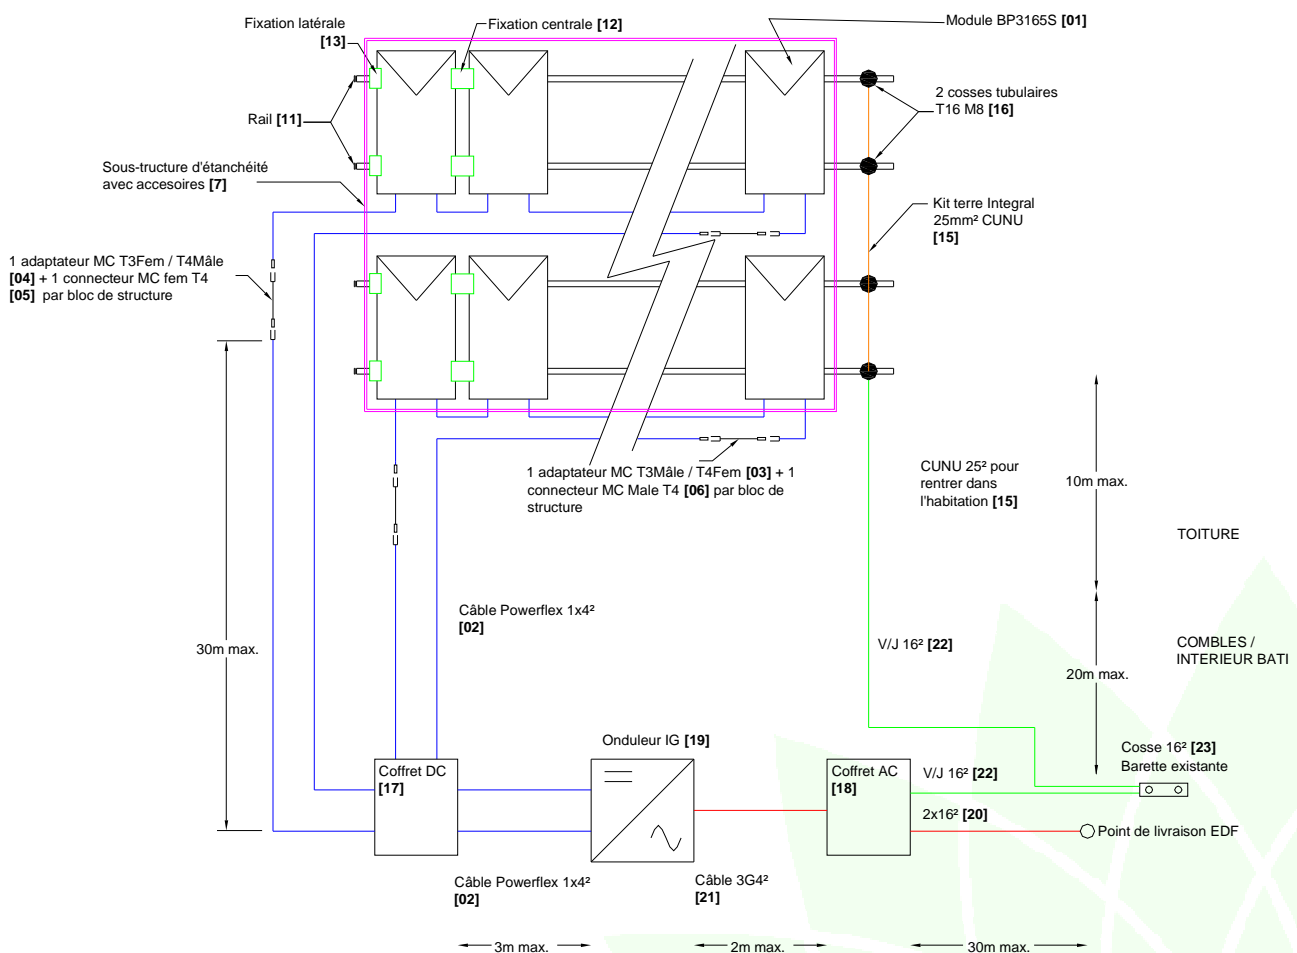 Fixation latérale
[13]
Fixation centrale [12]
Module BP3165S [01]
Rail [11]
2 cosses tubulaires
T16 M8 [16]
Sous-tructure d'étanchéité
avec accesoires [7]
Kit terre Integral
25mm² CUNU
[15]
1 adaptateur MC T3Fem / T4Mâle
[04] + 1 connecteur MC fem T4
[05] par bloc de structure
1 adaptateur MC T3Mâle / T4Fem [03] + 1
connecteur MC Male T4 [06] par bloc de
structure
CUNU 25² pour
rentrer dans
l'habitation [15]
10m max.
TOITURE
Câble Powerflex 1x4²
[02]
30m max.
V/J 16² [22]
COMBLES /
INTERIEUR BATI
20m max.
Onduleur IG [19]
Coffret DC
[17]
Coffret AC
[18]
V/J 16² [22]
Cosse 16² [23]
Barette existante
2x16² [20]
Point de livraison EDF
Câble Powerflex 1x4²
[02]
Câble 3G4²
[21]
3m max.
2m max.
30m max.